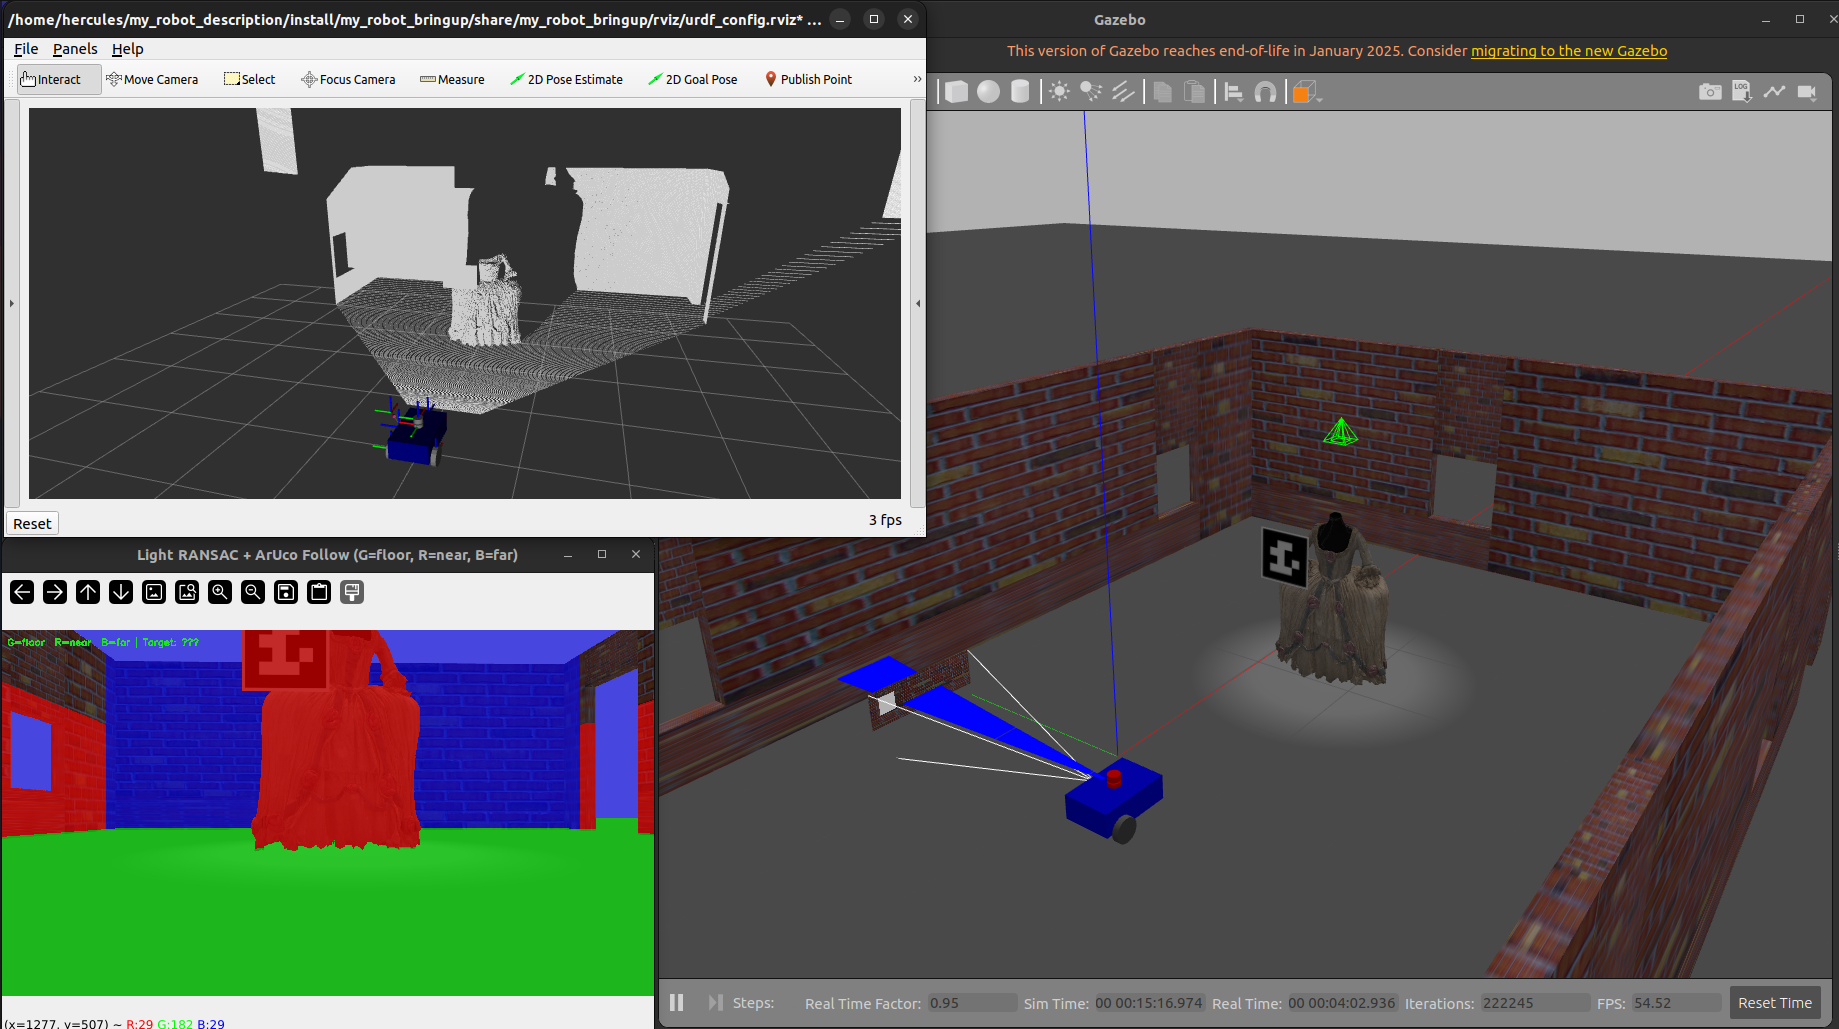 /home/hercules/my_robot_description/install/my_robot_bringup/share/my_robot_bringup/rviz/urdf_config.rviz* ...
File Panels Help
Interact Move Camera Select Focus Camera Measure 2D Pose Estimate 2D Goal Pose Publish Point »
Reset
3 fps
Gazebo
This version of Gazebo reaches end-of-life in January 2025. Consider migrating to the new Gazebo
LOG
Light RANSAC + ArUco Follow (G=floor, R=near, B=far)
G=floor R=near B=far | Target: ???
(x=1277, y=507) ~ R:29 G:182 B:29
Steps: Real Time Factor: 0.95 Sim Time: 00 00:15:16.974 Real Time: 00 00:04:02.936 Iterations: 222245 FPS: 54.52 Reset Time